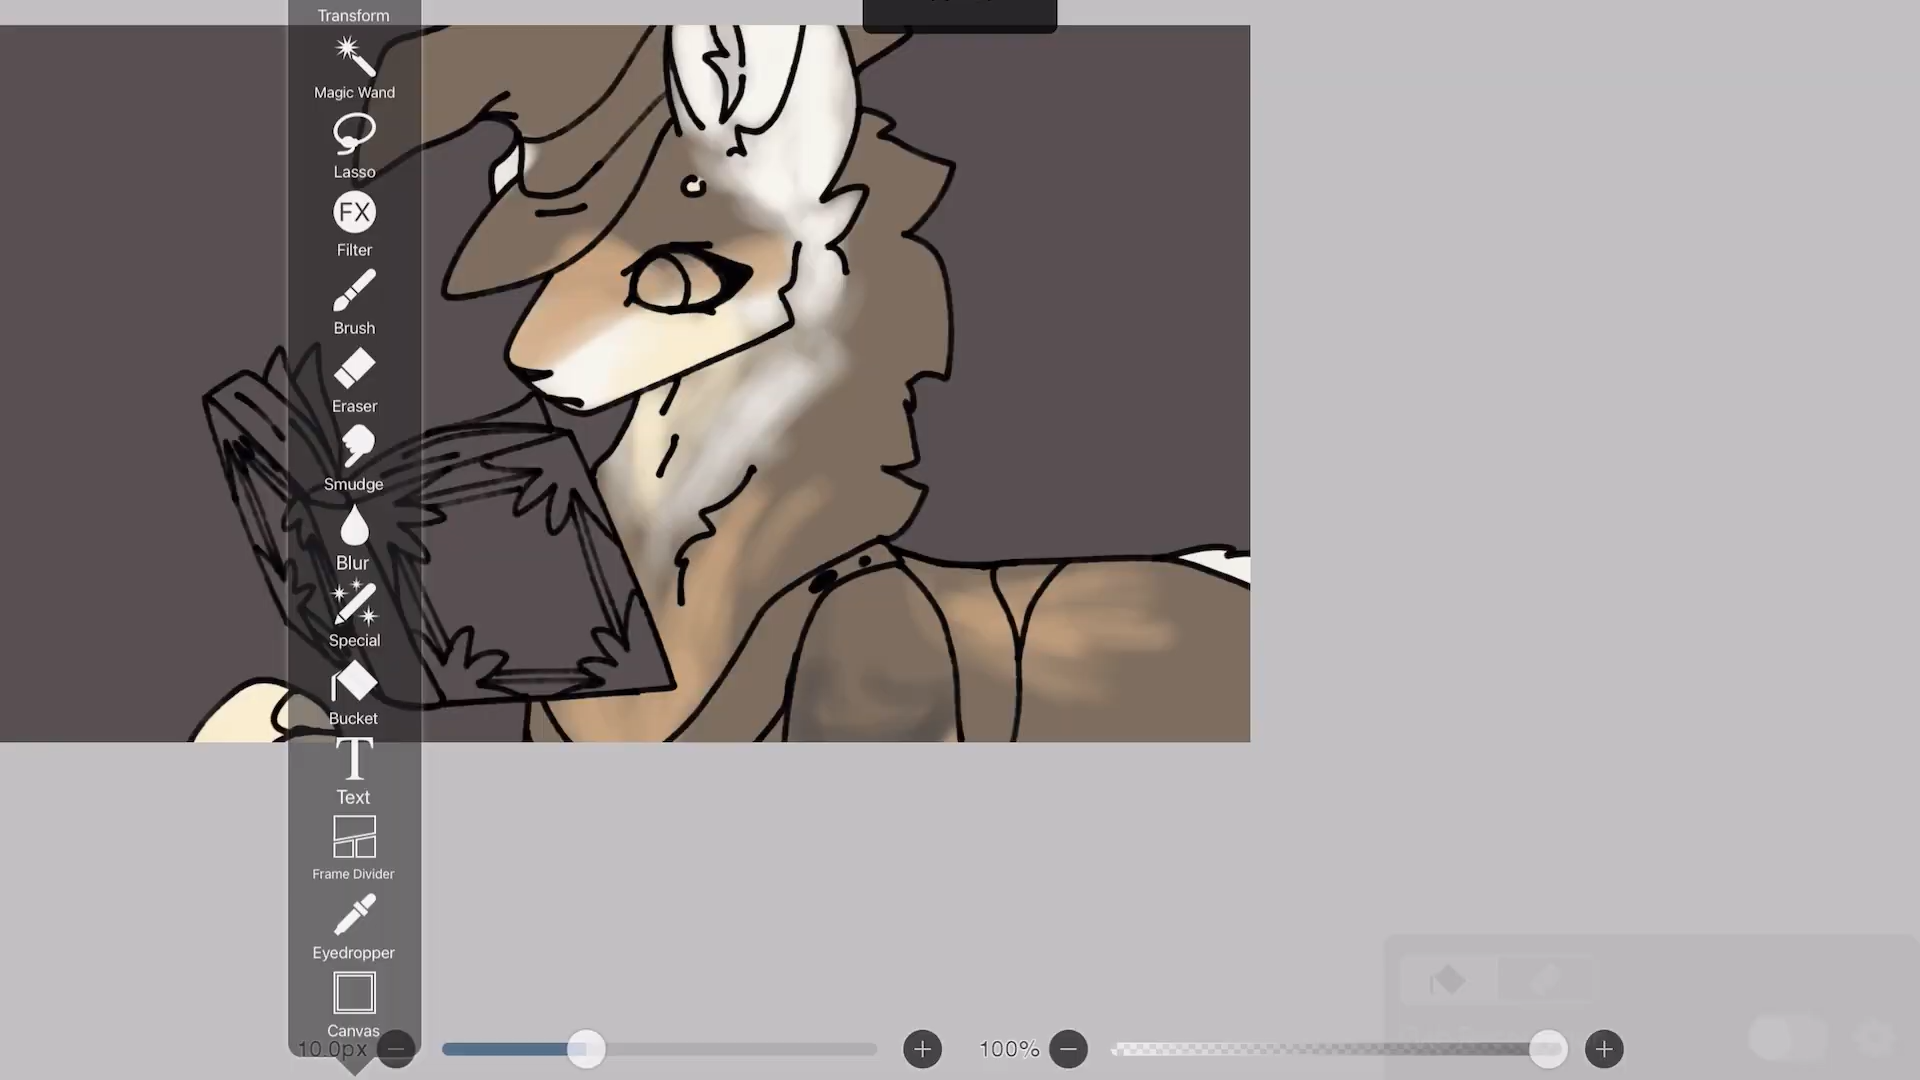 Transform
Magic Wand
Lasso
FX
Filter
Brush
Eraser
Smudge
Blur
Special
Bucket
T
Text
Frame Divider
Eyedropper
Canvas
10.0px
100%